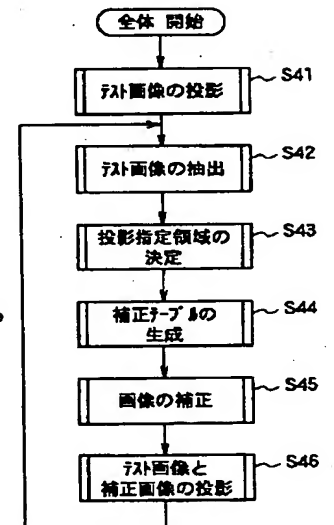 全体 開始
テスト画像の投影
S41
テスト画像の抽出
S42
投影指定領域の
決定
S43
補正テーブルの
生成
S44
画像の補正
S45
テスト画像と
補正画像の投影
S46